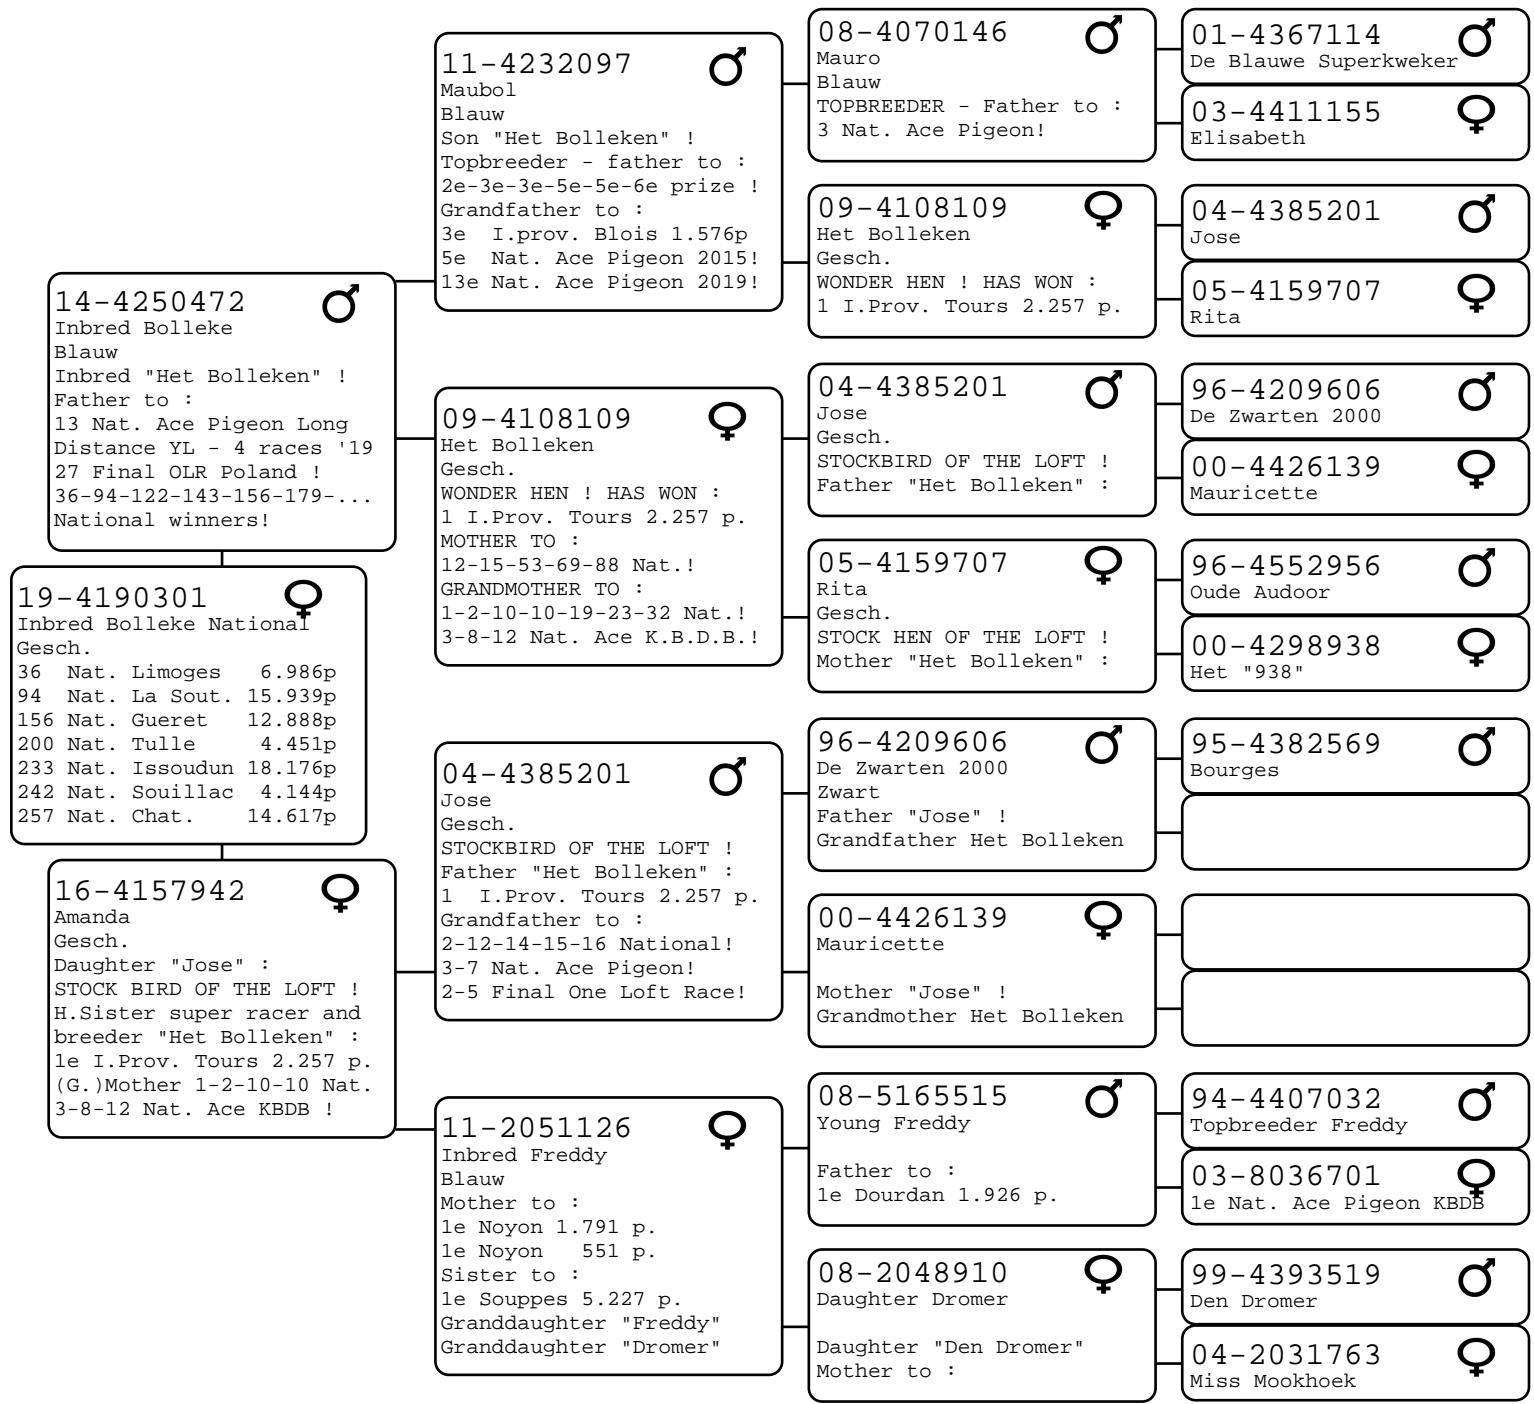 14-4250472
Inbred Bolleke
Blauw
Inbred "Het Bolleken" !
Father to :
13 Nat. Ace Pigeon Long
Distance YL - 4 races '19
27 Final OLR Poland !
36-94-122-143-156-179-...
National winners!
19-4190301
Inbred Bolleke National
Gesch.
36 Nat. Limoges 6.986p
94 Nat. La Sout. 15.939p
156 Nat. Gueret 12.888p
200 Nat. Tulle 4.451p
233 Nat. Issoudun 18.176p
242 Nat. Souillac 4.144p
257 Nat. Chat. 14.617p
16-4157942
Amanda
Gesch.
Daughter "Jose" :
STOCK BIRD OF THE LOFT !
H.Sister super racer and
breeder "Het Bolleken" :
1e I.Prov. Tours 2.257 p.
(G.)Mother 1-2-10-10 Nat.
3-8-12 Nat. Ace KBDB !
11-4232097
Maubol
Blauw
Son "Het Bolleken" !
Topbreeder - father to :
2e-3e-3e-5e-5e-6e prize !
Grandfather to :
3e I.prov. Blois 1.576p
5e Nat. Ace Pigeon 2015!
13e Nat. Ace Pigeon 2019!
09-4108109
Het Bolleken
Gesch.
WONDER HEN ! HAS WON :
1 I.Prov. Tours 2.257 p.
MOTHER TO :
12-15-53-69-88 Nat.!
GRANDMOTHER TO :
1-2-10-10-19-23-32 Nat.!
3-8-12 Nat. Ace K.B.D.B.!
04-4385201
Jose
Gesch.
STOCKBIRD OF THE LOFT !
Father "Het Bolleken" :
1 I.Prov. Tours 2.257 p.
Grandfather to :
2-12-14-15-16 National!
3-7 Nat. Ace Pigeon!
2-5 Final One Loft Race!
11-2051126
Inbred Freddy
Blauw
Mother to :
1e Noyon 1.791 p.
1e Noyon 551 p.
Sister to :
1e Souppes 5.227 p.
Granddaughter "Freddy"
Granddaughter "Dromer"
08-4070146
Mauro
Blauw
TOPBREEDER - Father to :
3 Nat. Ace Pigeon!
09-4108109
Het Bolleken
Gesch.
WONDER HEN ! HAS WON :
1 I.Prov. Tours 2.257 p.
04-4385201
Jose
Gesch.
STOCKBIRD OF THE LOFT !
Father "Het Bolleken" :
05-4159707
Rita
Gesch.
STOCK HEN OF THE LOFT !
Mother "Het Bolleken" :
96-4209606
De Zwarten 2000
Zwart
Father "Jose" !
Grandfather Het Bolleken
00-4426139
Mauricette
Mother "Jose" !
Grandmother Het Bolleken
08-5165515
Young Freddy
Father to :
1e Dourdan 1.926 p.
08-2048910
Daughter Dromer
Daughter "Den Dromer"
Mother to :
01-4367114
De Blauwe Superkweker
03-4411155
Elisabeth
04-4385201
Jose
05-4159707
Rita
96-4209606
De Zwarten 2000
00-4426139
Mauricette
96-4552956
Oude Audoor
00-4298938
Het "938"
95-4382569
Bourges
94-4407032
Topbreeder Freddy
03-8036701
1e Nat. Ace Pigeon KBDB
99-4393519
Den Dromer
04-2031763
Miss Mookhoek